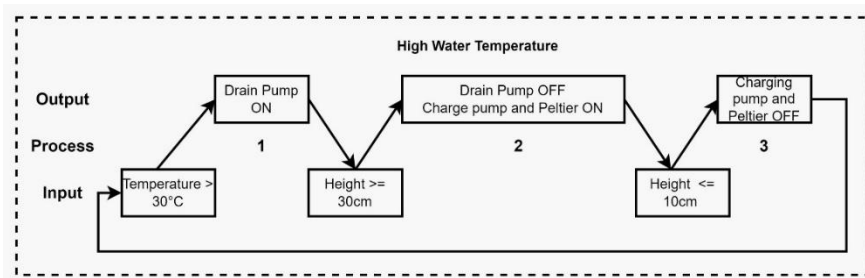 High Water Temperature
Output
Drain Pump
ON
Drain Pump OFF
Charge pump and Peltier ON
Charging
pump and
Peltier OFF
Process
1
2
3
Input
Temperature >
30°C
Height >=
30cm
Height <=
10cm